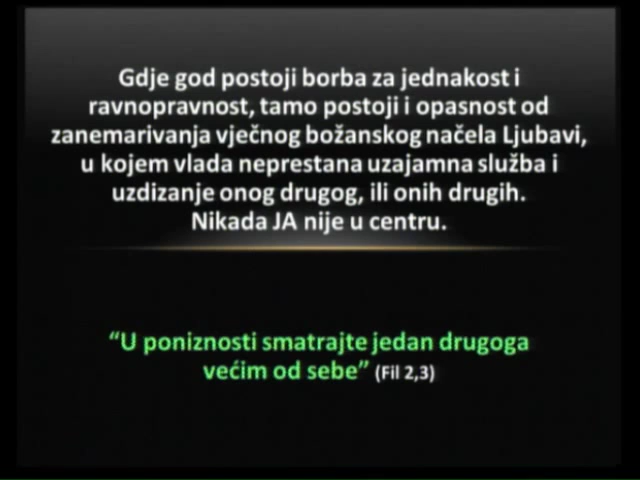 Gdje god postoji borba za jednakost i
ravnopravnost, tamo postoji i opasnost od
zanemarivanja vječnog božanskog načela Ljubavi,
u kojem vlada neprestana uzajamna služba i
uzdizanje onog drugog, ili onih drugih.
Nikada JA nije u centru.
“U poniznosti smatrajte jedan drugoga
većim od sebe” (Fil 2,3)